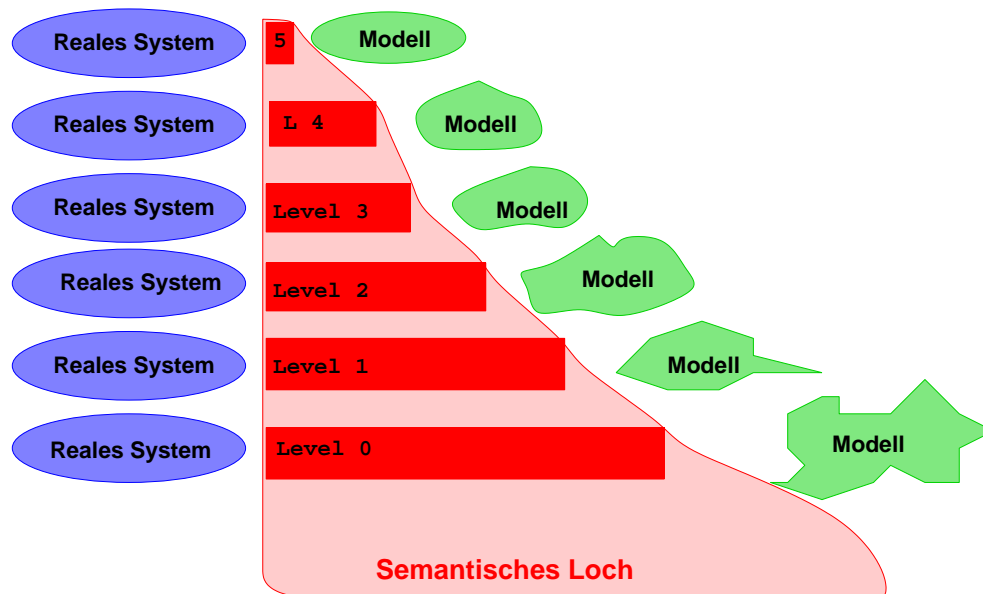 Reales System 5 Modell
Reales System L 4 Modell
Reales System Level 3 Modell
Reales System Level 2 Modell
Reales System Level 1 Modell
Reales System Level 0 Modell
Semantisches Loch